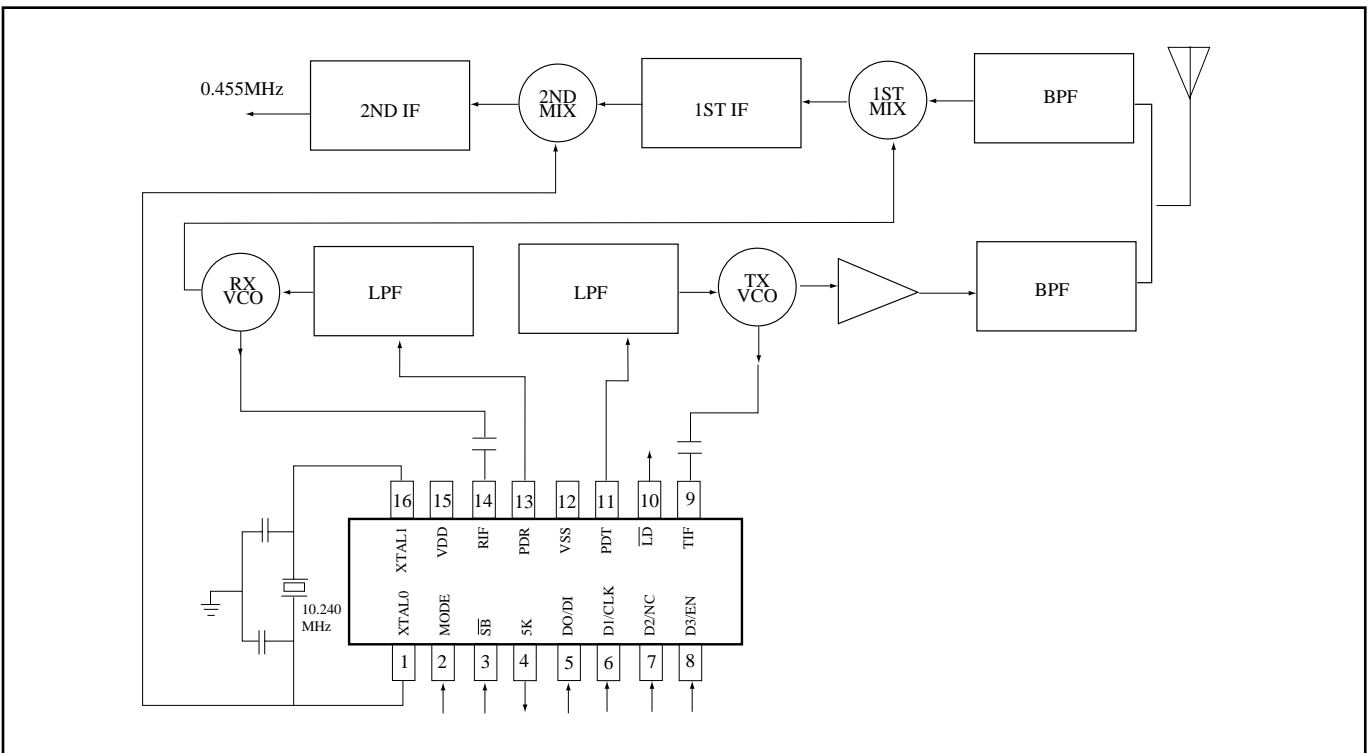 0.455MHz
2ND IF
2ND
MIX
1ST IF
1ST
MIX
BPF
RX
VCO
LPF
LPF
TX
VCO
BPF
16
15
14
13
12
11
10
9
XTAL1
VDD
RIF
PDR
VSS
PDT
LD
TIF
10.240
MHz
XTAL0
MODE
SB
5K
DO/DI
D1/CLK
D2/NC
D3/EN
1
2
3
4
5
6
7
8